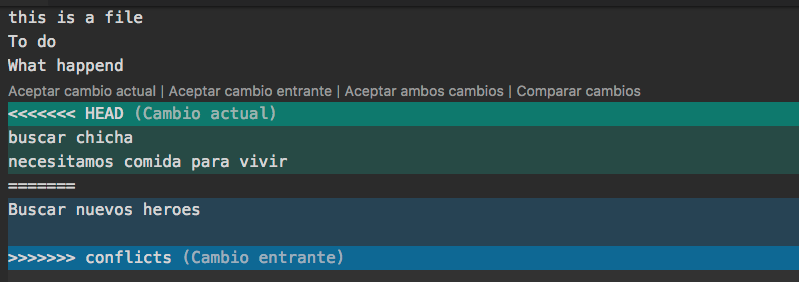 this is a file
To do
What happend
Aceptar cambio actual | Aceptar cambio entrante | Aceptar ambos cambios | Comparar cambios
<<<<<<< HEAD (Cambio actual)
buscar chicha
necesitamos comida para vivir
=======
Buscar nuevos heroes
>>>>>>> conflicts (Cambio entrante)